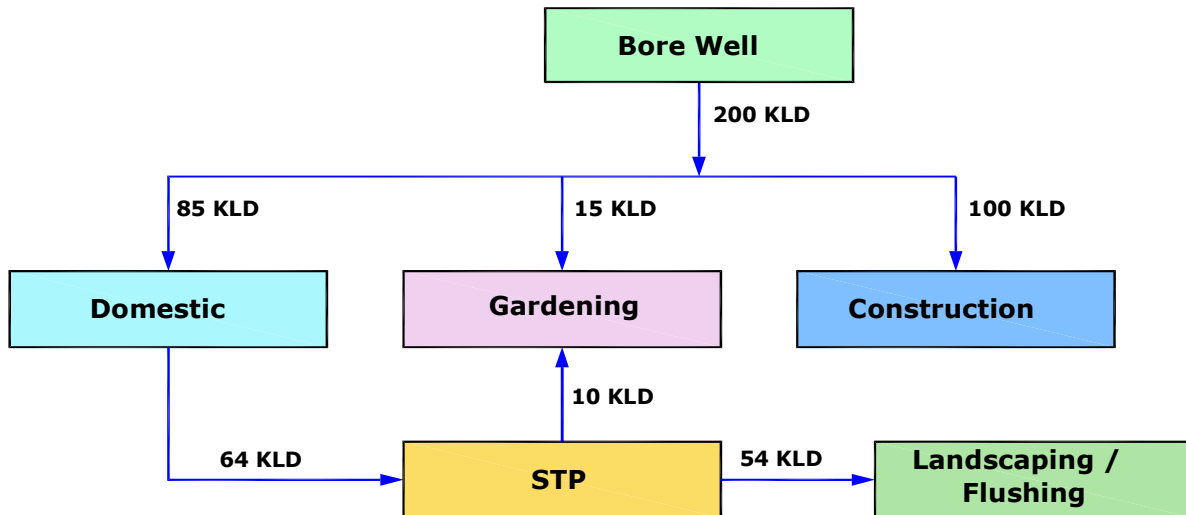 Bore Well
200 KLD
85 KLD
15 KLD
100 KLD
Domestic
Gardening
Construction
10 KLD
64 KLD
STP
54 KLD
Landscaping /
Flushing